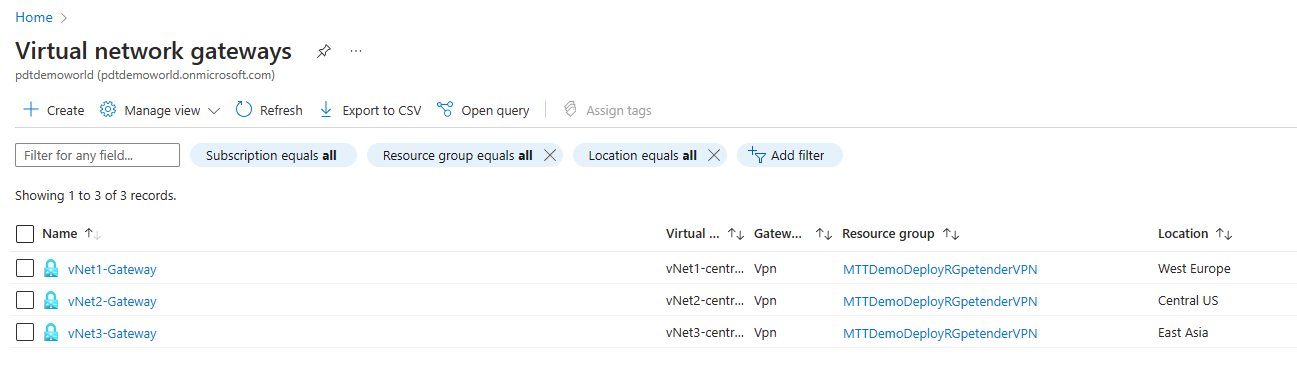 Home
Virtual network gateways
pdtdemoworld (pdtdemoworld.onmicrosoft.com)
Create Manage view Refresh Export to CSV Open query Assign tags
Filter for any field... Subscription equals all Resource group equals all Location equals all Add filter
Showing 1 to 3 of 3 records.
Name Virtual ... Gatew... Resource group Location
vNet1-Gateway vNet1-centr... Vpn MTTDemoDeployRGpetenderVPN West Europe
vNet2-Gateway vNet2-centr... Vpn MTTDemoDeployRGpetenderVPN Central US
vNet3-Gateway vNet3-centr... Vpn MTTDemoDeployRGpetenderVPN East Asia